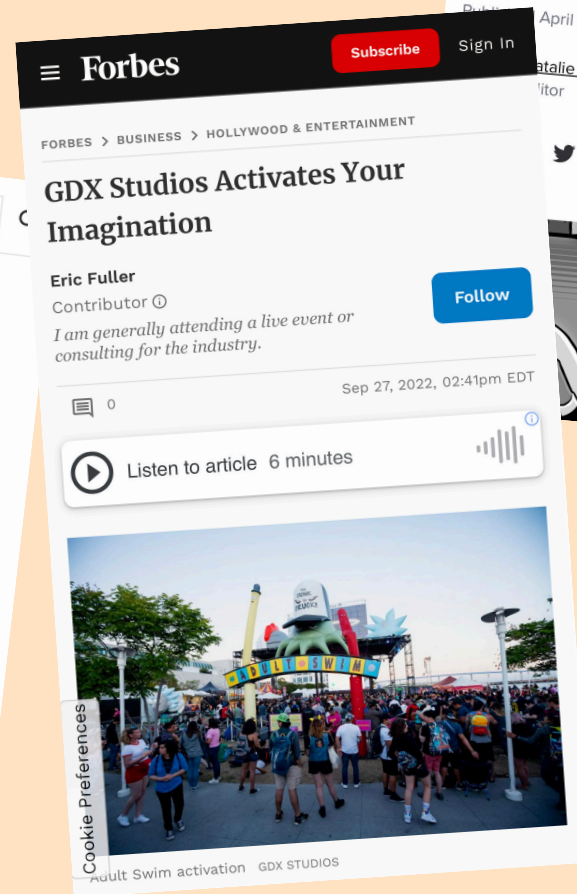 Forbes
Subscribe
Sign In
FORBES > BUSINESS > HOLLYWOOD & ENTERTAINMENT
GDX Studios Activates Your
Imagination
Eric Fuller
Contributor
I am generally attending a live event or
consulting for the industry.
Follow
0
Sep 27, 2022, 02:41pm EDT
Listen to article 6 minutes
ADULT SWIM
Cookie Preferences
Adult Swim activation GDX STUDIOS
April